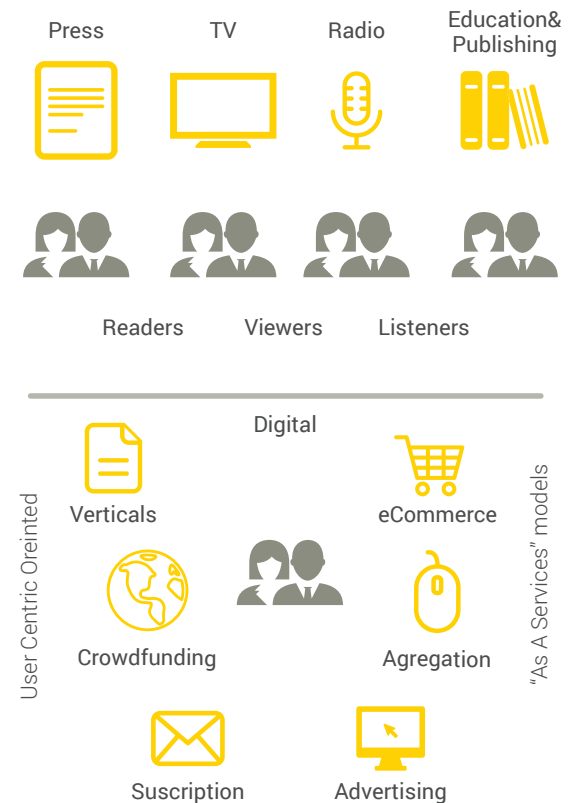 Press
TV
Radio
Education&
Publishing
Readers
Viewers
Listeners
Digital
Verticals
eCommerce
User Centric Oreinted
"As A Services” models
Crowdfunding
Agregation
Suscription
Advertising